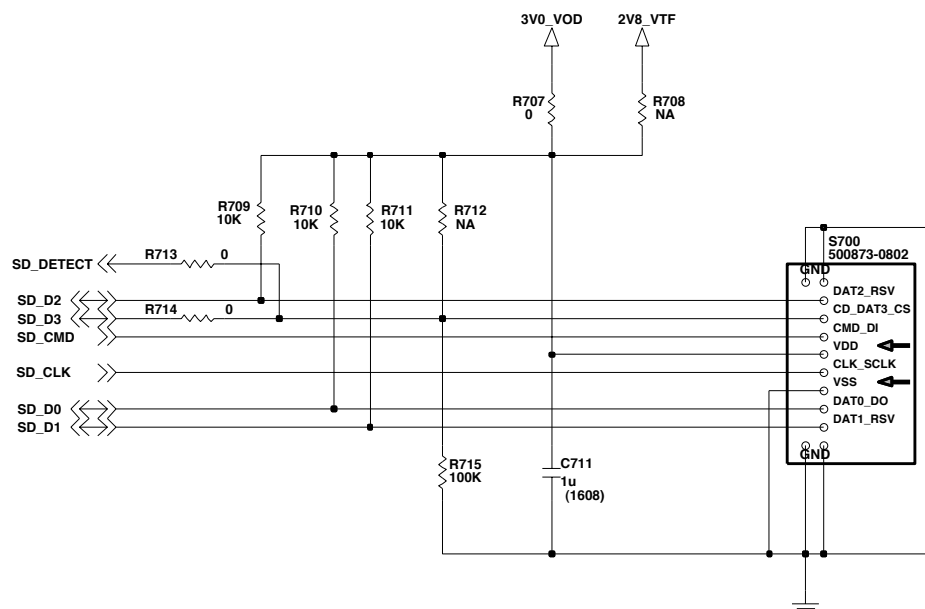 3V0_VOD
2V8_VTF
R707
0
R708
NA
R709
10K
R710
10K
R711
10K
R712
NA
S700
500873-0802
R713
0
SD_DETECT
GND
DAT2_RSV
SD_D2
CD_DAT3_CS
SD_D3
R714
0
CMD_DI
SD_CMD
VDD
CLK_SCLK
SD_CLK
VSS
DAT0_DO
SD_D0
DAT1_RSV
SD_D1
GND
R715
100K
C711
1u
(1608)